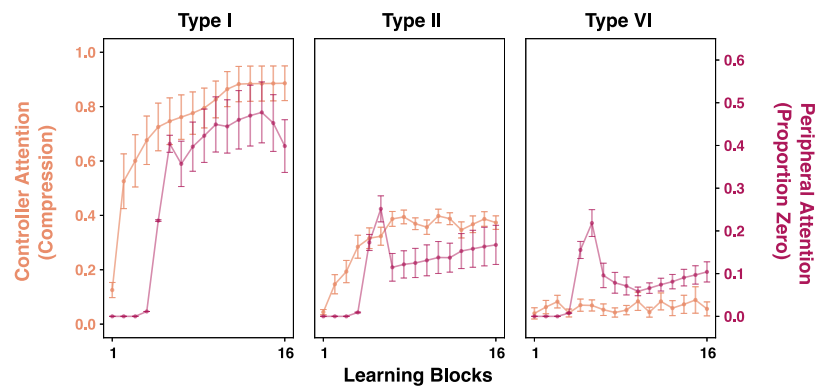 Type I
Type II
Type VI
Controller Attention
(Compression)
1.0
0.8
0.6
0.4
0.2
0.0
0.6
0.5
0.4
0.3
0.2
0.1
0.0
Peripheral Attention
(Proportion Zero)
1
16
1
16
1
16
Learning Blocks